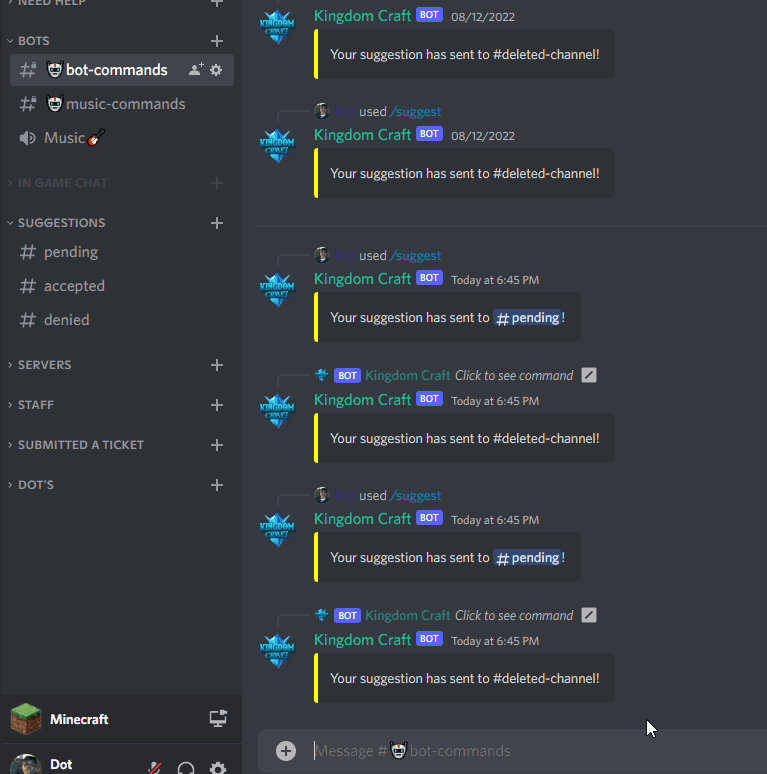 NEED HELP
BOTS
bot-commands
music-commands
Music
IN GAME CHAT
SUGGESTIONS
pending
accepted
denied
SERVERS
STAFF
SUBMITTED A TICKET
DOT'S
Minecraft
Dot
Kingdom Craft BOT 08/12/2022
Your suggestion has sent to #deleted-channel!
used /suggest
Kingdom Craft BOT 08/12/2022
Your suggestion has sent to #deleted-channel!
used /suggest
Kingdom Craft BOT Today at 6:45 PM
Your suggestion has sent to #pending!
BOT Kingdom Craft Click to see command
Kingdom Craft BOT Today at 6:45 PM
Your suggestion has sent to #deleted-channel!
used /suggest
Kingdom Craft BOT Today at 6:45 PM
Your suggestion has sent to #pending!
BOT Kingdom Craft Click to see command
Kingdom Craft BOT Today at 6:45 PM
Your suggestion has sent to #deleted-channel!
Message #bot-commands